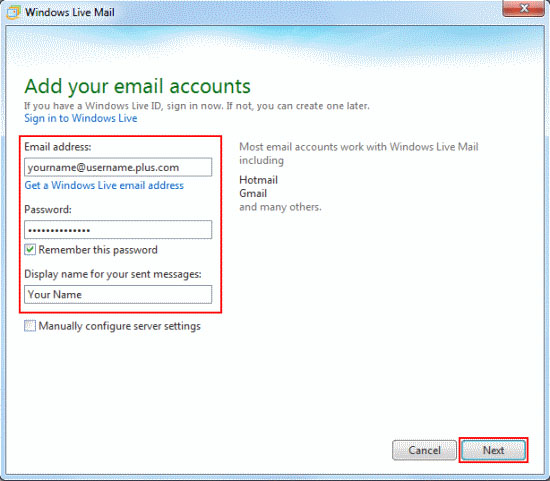 Windows Live Mail
Add your email accounts
If you have a Windows Live ID, sign in now. If not, you can create one later.
Sign in to Windows Live
Email address:
yourname@username.plus.com
Get a Windows Live email address
Password:
••••••••••••••
Remember this password
Display name for your sent messages:
Your Name
Manually configure server settings
Most email accounts work with Windows Live Mail
including
Hotmail
Gmail
and many others.
Cancel
Next